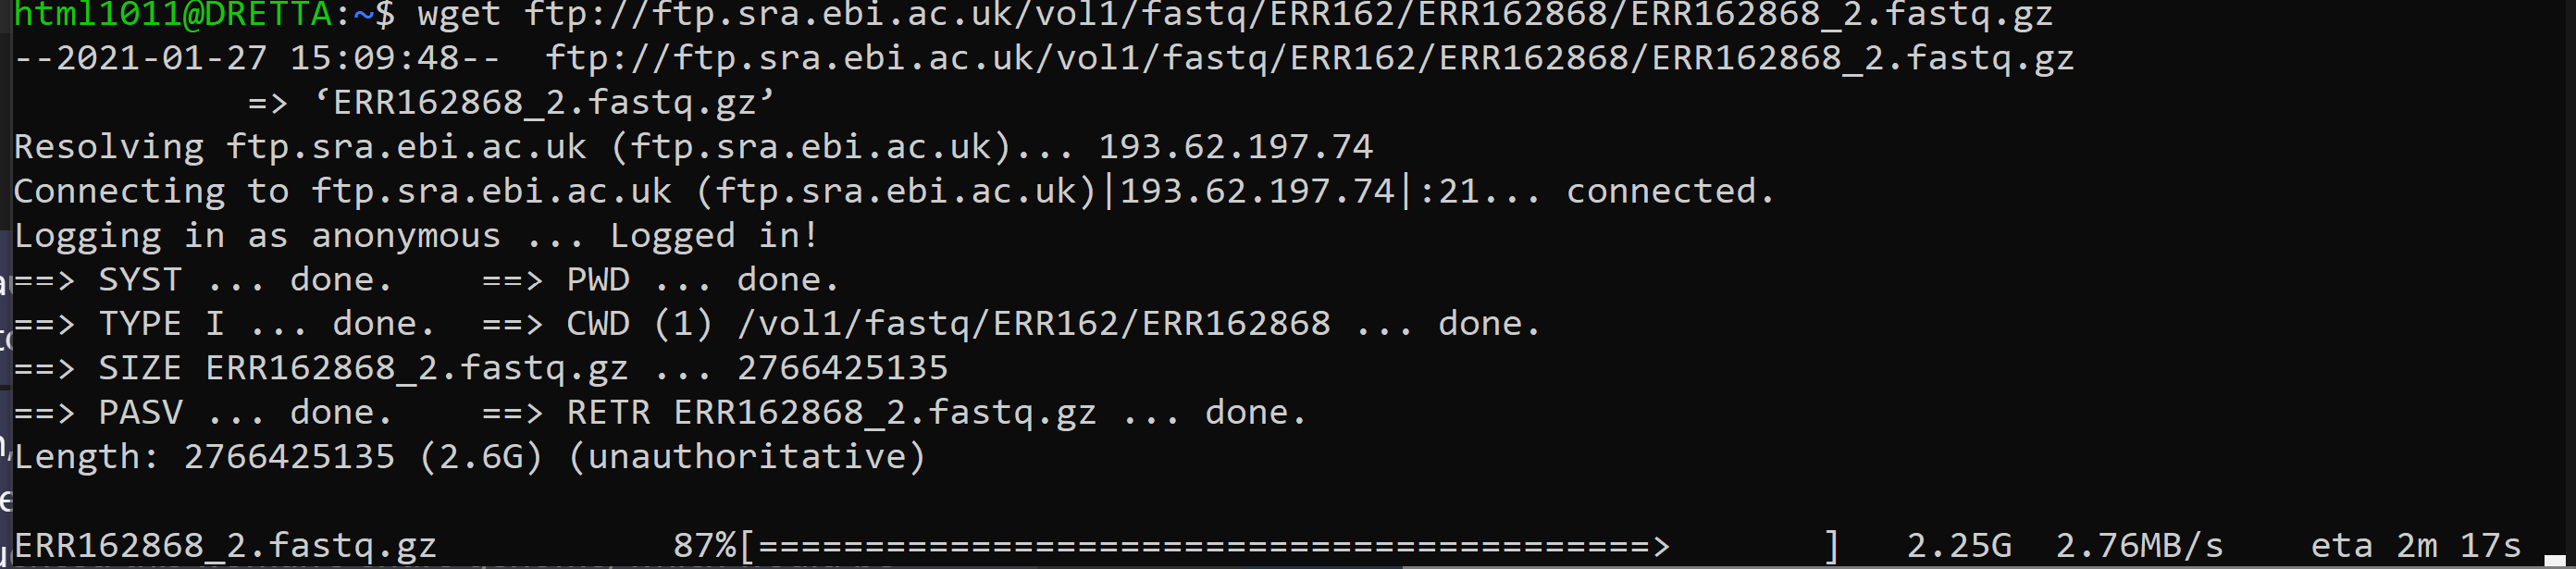 html1011@DRETTA:~$ wget ftp://ftp.sra.ebi.ac.uk/vol1/fastq/ERR162/ERR162868/ERR162868_2.fastq.gz
--2021-01-27 15:09:48--  ftp://ftp.sra.ebi.ac.uk/vol1/fastq/ERR162/ERR162868/ERR162868_2.fastq.gz
           => ‘ERR162868_2.fastq.gz’
Resolving ftp.sra.ebi.ac.uk (ftp.sra.ebi.ac.uk)... 193.62.197.74
Connecting to ftp.sra.ebi.ac.uk (ftp.sra.ebi.ac.uk)|193.62.197.74|:21... connected.
Logging in as anonymous ... Logged in!
==> SYST ... done.    ==> PWD ... done.
==> TYPE I ... done.  ==> CWD (1) /vol1/fastq/ERR162/ERR162868 ... done.
==> SIZE ERR162868_2.fastq.gz ... 2766425135
==> PASV ... done.    ==> RETR ERR162868_2.fastq.gz ... done.
Length: 2766425135 (2.6G) (unauthoritative)
ERR162868_2.fastq.gz           87%[==========================================>       ]   2.25G  2.76MB/s    eta 2m 17s